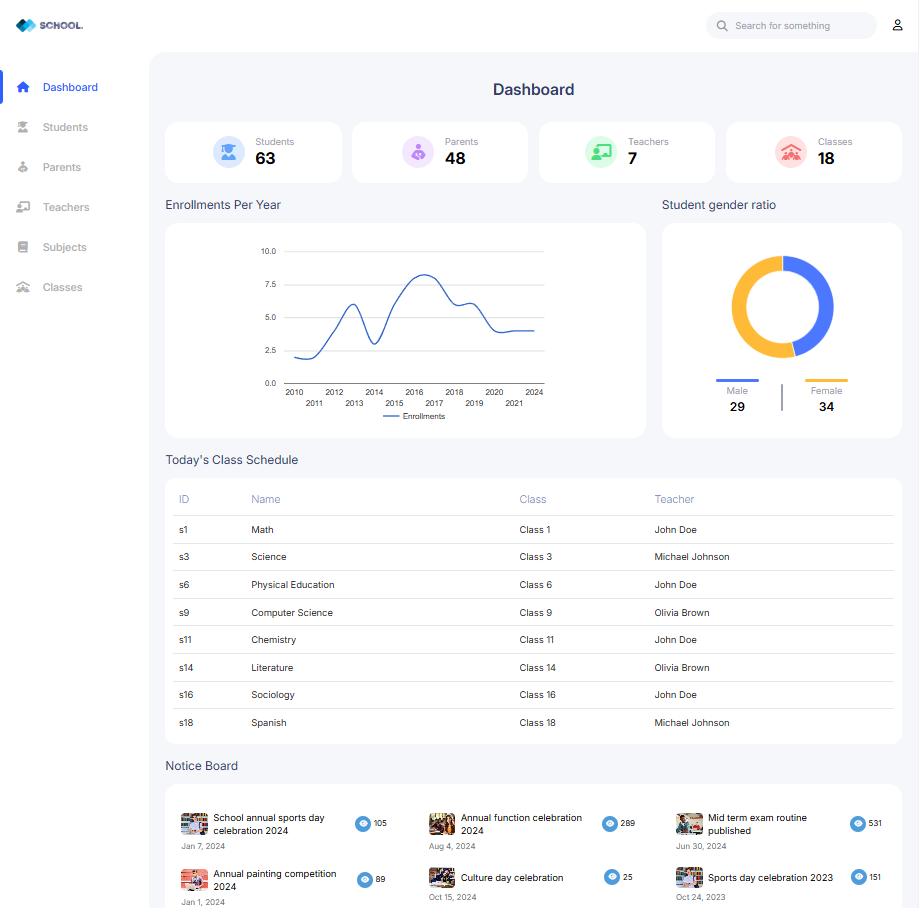 SCHOOL.
Search for something
Dashboard
Students
Parents
Teachers
Subjects
Classes
Dashboard
Students
63
Parents
48
Teachers
7
Classes
18
Enrollments Per Year
Student gender ratio
10.0
7.5
5.0
2.5
0.0
2010 2012 2014 2016 2018 2020 2024
2011 2013 2015 2017 2019 2021
Enrollments
Male
29
Female
34
Today's Class Schedule
ID Name Class Teacher
s1 Math Class 1 John Doe
s3 Science Class 3 Michael Johnson
s6 Physical Education Class 6 John Doe
s9 Computer Science Class 9 Olivia Brown
s11 Chemistry Class 11 John Doe
s14 Literature Class 14 Olivia Brown
s16 Sociology Class 16 John Doe
s18 Spanish Class 18 Michael Johnson
Notice Board
School annual sports day
celebration 2024
105
Jan 7, 2024
Annual function celebration
2024
289
Aug 4, 2024
Mid term exam routine
published
531
Jun 30, 2024
Annual painting competition
2024
89
Jan 1, 2024
Culture day celebration
25
Oct 15, 2024
Sports day celebration 2023
151
Oct 24, 2023